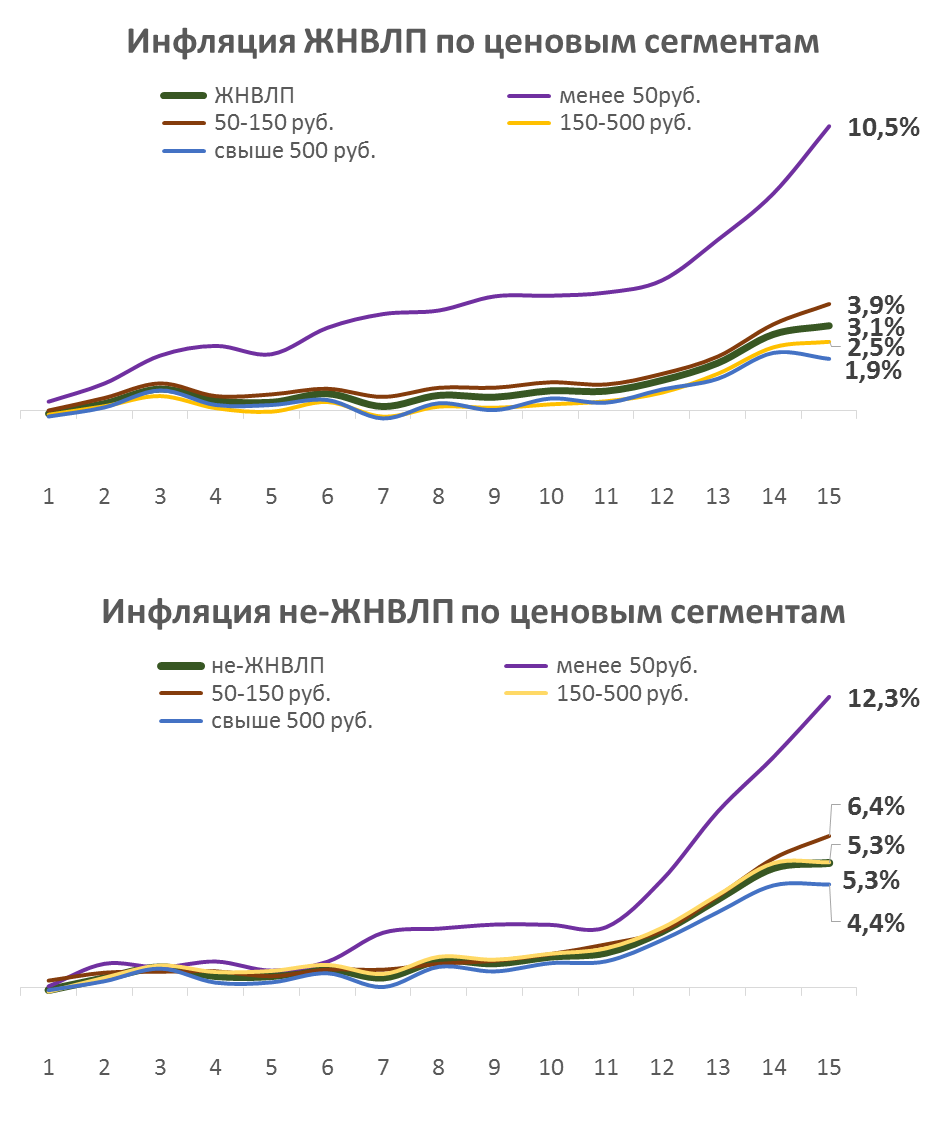 Инфляция ЖНВЛП по ценовым сегментам
ЖНВЛП менее 50руб.
50-150 руб. 150-500 руб.
свыше 500 руб.
10,5%
3,9%
3,1%
2,5%
1,9%
1 2 3 4 5 6 7 8 9 10 11 12 13 14 15
Инфляция не-ЖНВЛП по ценовым сегментам
не-ЖНВЛП менее 50руб.
50-150 руб. 150-500 руб.
свыше 500 руб.
12,3%
6,4%
5,3%
5,3%
4,4%
1 2 3 4 5 6 7 8 9 10 11 12 13 14 15